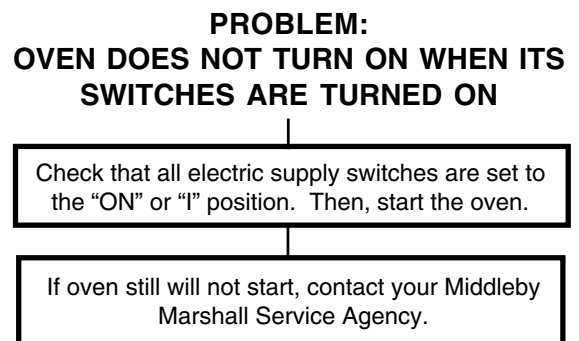 PROBLEM:
OVEN DOES NOT TURN ON WHEN ITS
SWITCHES ARE TURNED ON
Check that all electric supply switches are set to
the “ON” or “I” position.  Then, start the oven.
If oven still will not start, contact your Middleby
Marshall Service Agency.